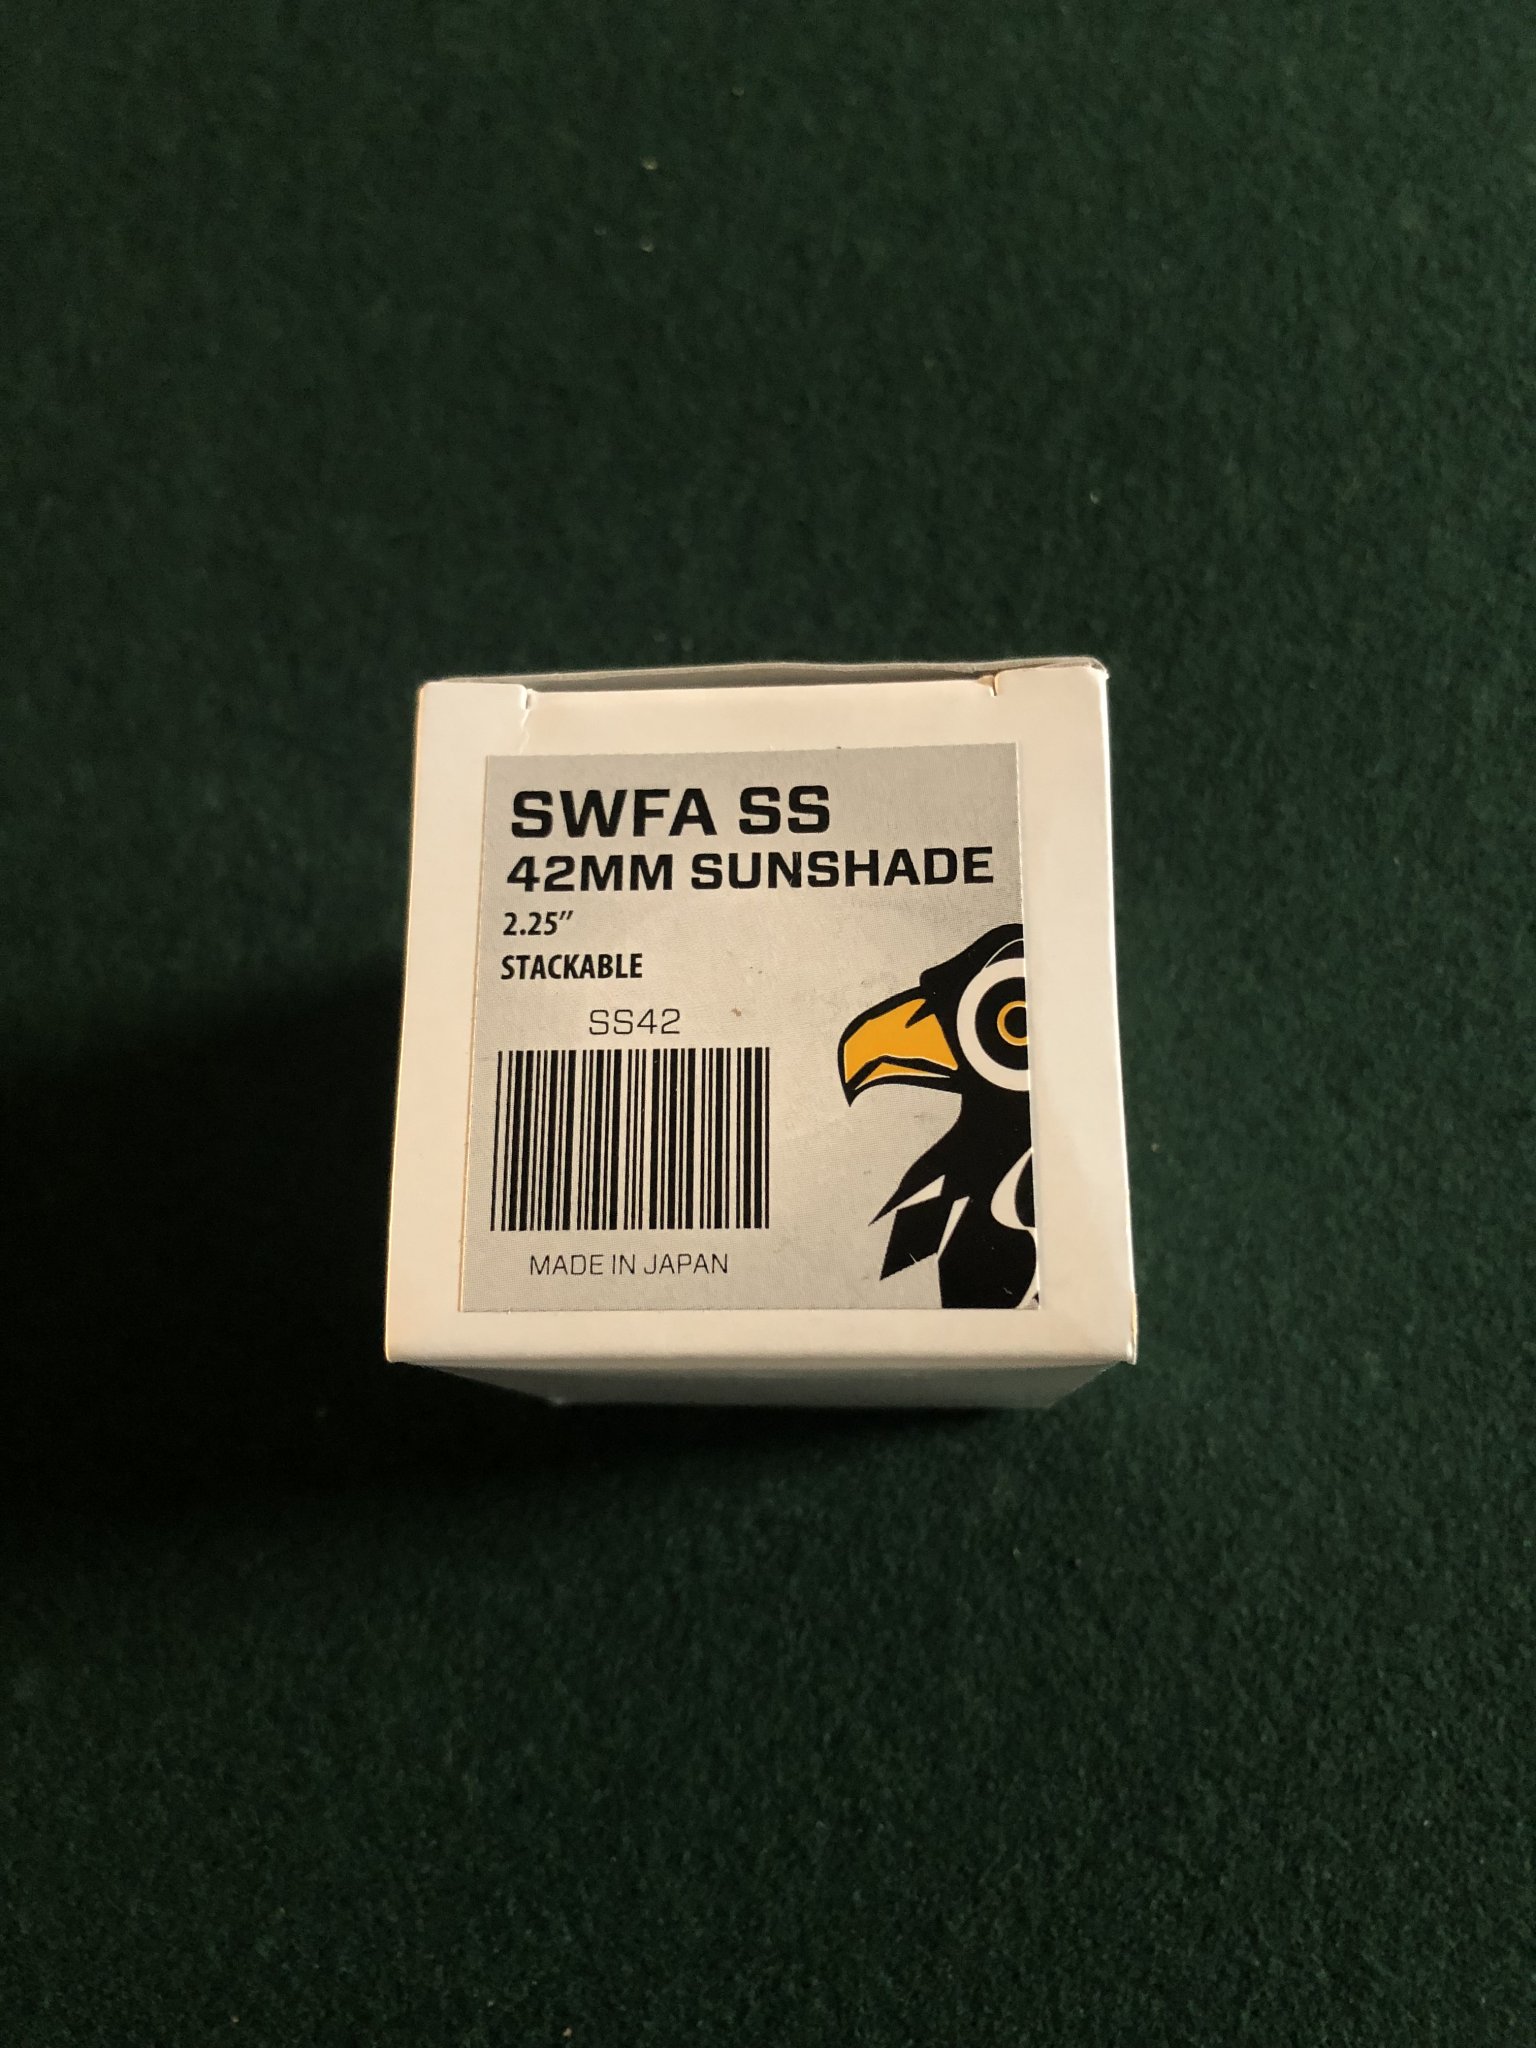 SWFA SS
42MM SUNSHADE
2.25"
STACKABLE
SS42
MADE IN JAPAN